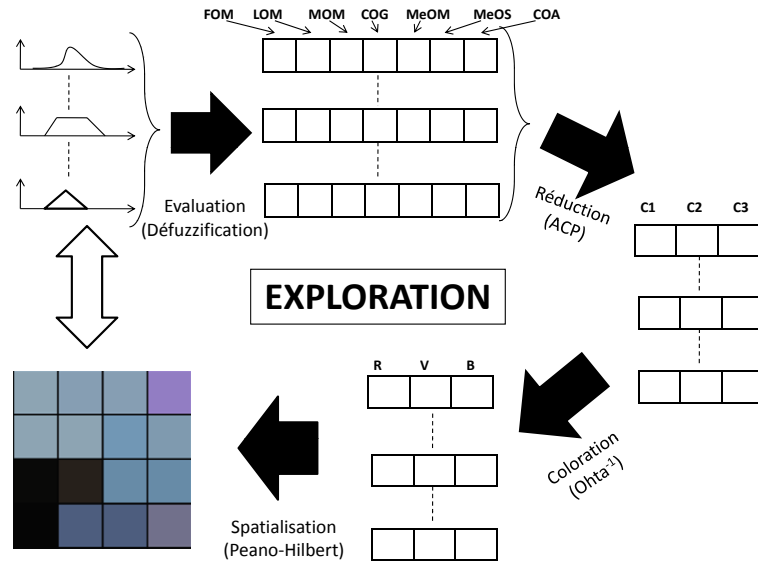 FOM LOM MOM COG MeOM MeOS COA
Evaluation
(Défuzzification)
Réduction
(ACP)
C1 C2 C3
EXPLORATION
R V B
Coloration
(Ohta⁻¹)
Spatialisation
(Peano-Hilbert)